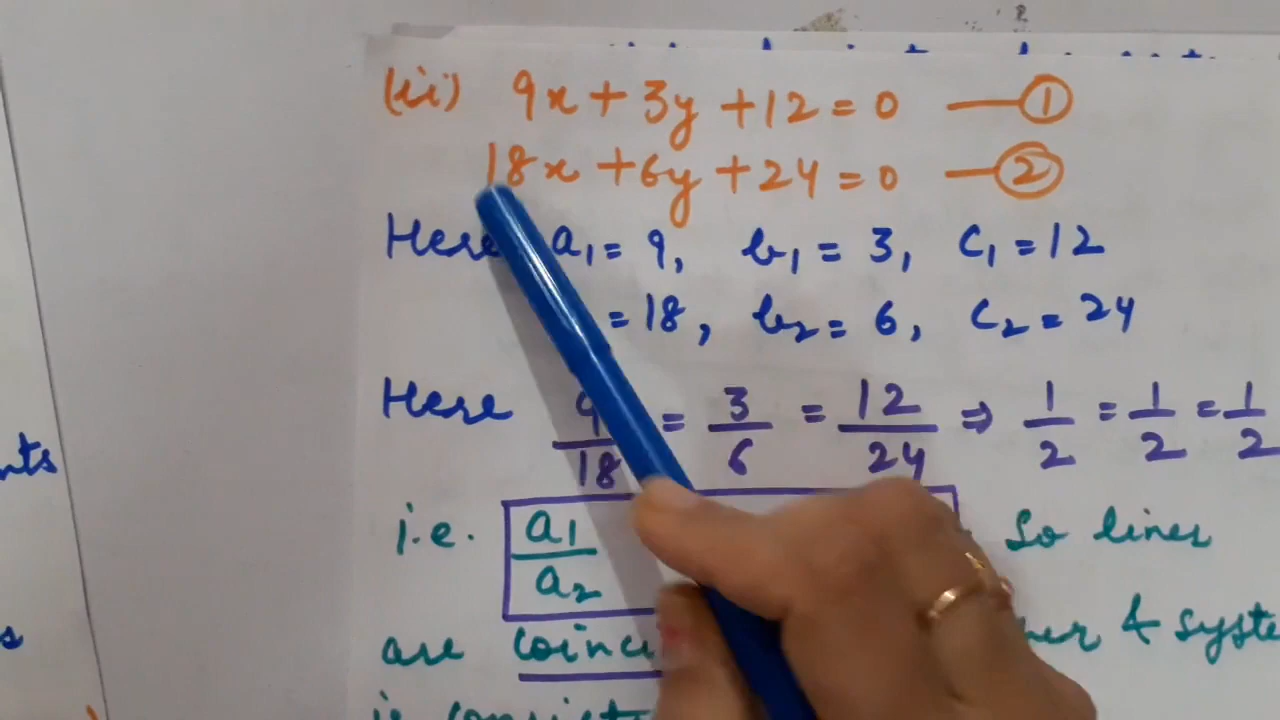 (ii) 9x + 3y + 12 = 0 — ①
18x + 6y + 24 = 0 — ②
Here a₁ = 9, b₁ = 3, c₁ = 12
= 18, b₂ = 6, c₂ = 24
Here 9/18 = 3/6 = 12/24 ⇒ 1/2 = 1/2 = 1/2
i.e. a₁/a₂ So lines
are